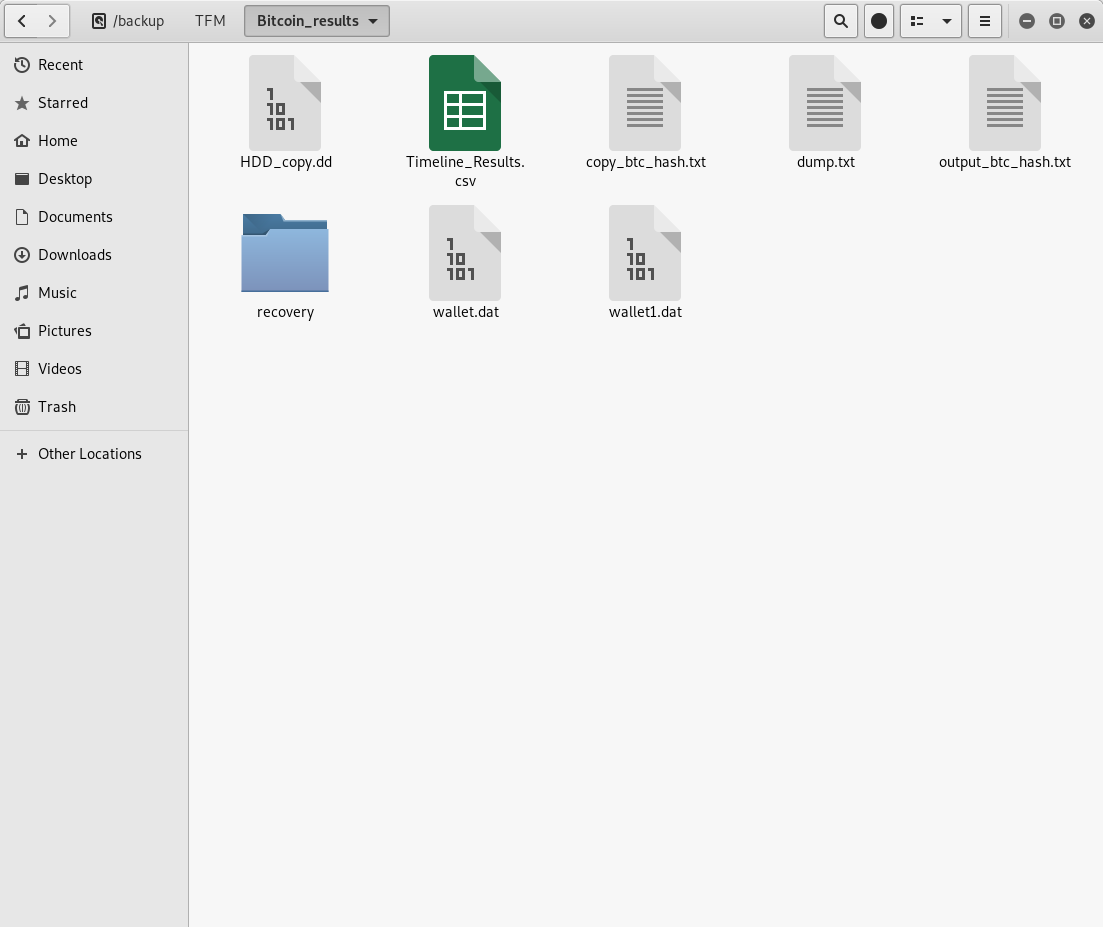 /backup TFM Bitcoin_results
Recent
Starred
Home
Desktop
Documents
Downloads
Music
Pictures
Videos
Trash
Other Locations
1
10
101
HDD_copy.dd
Timeline_Results.
csv
copy_btc_hash.txt
dump.txt
output_btc_hash.txt
recovery
1
10
101
wallet.dat
1
10
101
wallet1.dat